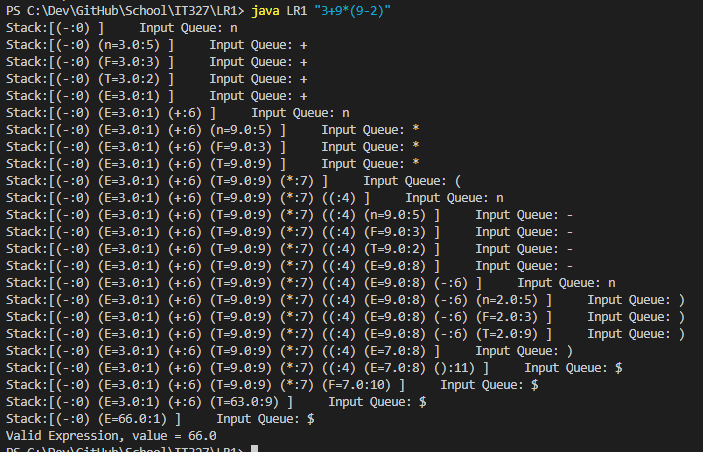 PS C:\Dev\GitHub\School\IT327\LR1> java LR1 "3+9*(9-2)"
Stack:[(-:0) ]     Input Queue: n
Stack:[(-:0) (n=3.0:5) ]     Input Queue: +
Stack:[(-:0) (F=3.0:3) ]     Input Queue: +
Stack:[(-:0) (T=3.0:2) ]     Input Queue: +
Stack:[(-:0) (E=3.0:1) ]     Input Queue: +
Stack:[(-:0) (E=3.0:1) (+:6) ]     Input Queue: n
Stack:[(-:0) (E=3.0:1) (+:6) (n=9.0:5) ]     Input Queue: *
Stack:[(-:0) (E=3.0:1) (+:6) (F=9.0:3) ]     Input Queue: *
Stack:[(-:0) (E=3.0:1) (+:6) (T=9.0:9) ]     Input Queue: *
Stack:[(-:0) (E=3.0:1) (+:6) (T=9.0:9) (*:7) ]     Input Queue: (
Stack:[(-:0) (E=3.0:1) (+:6) (T=9.0:9) (*:7) ((:4) ]     Input Queue: n
Stack:[(-:0) (E=3.0:1) (+:6) (T=9.0:9) (*:7) ((:4) (n=9.0:5) ]     Input Queue: -
Stack:[(-:0) (E=3.0:1) (+:6) (T=9.0:9) (*:7) ((:4) (F=9.0:3) ]     Input Queue: -
Stack:[(-:0) (E=3.0:1) (+:6) (T=9.0:9) (*:7) ((:4) (T=9.0:2) ]     Input Queue: -
Stack:[(-:0) (E=3.0:1) (+:6) (T=9.0:9) (*:7) ((:4) (E=9.0:8) ]     Input Queue: -
Stack:[(-:0) (E=3.0:1) (+:6) (T=9.0:9) (*:7) ((:4) (E=9.0:8) (-:6) ]     Input Queue: n
Stack:[(-:0) (E=3.0:1) (+:6) (T=9.0:9) (*:7) ((:4) (E=9.0:8) (-:6) (n=2.0:5) ]     Input Queue: )
Stack:[(-:0) (E=3.0:1) (+:6) (T=9.0:9) (*:7) ((:4) (E=9.0:8) (-:6) (F=2.0:3) ]     Input Queue: )
Stack:[(-:0) (E=3.0:1) (+:6) (T=9.0:9) (*:7) ((:4) (E=9.0:8) (-:6) (T=2.0:9) ]     Input Queue: )
Stack:[(-:0) (E=3.0:1) (+:6) (T=9.0:9) (*:7) ((:4) (E=7.0:8) ]     Input Queue: )
Stack:[(-:0) (E=3.0:1) (+:6) (T=9.0:9) (*:7) ((:4) (E=7.0:8) ():11) ]     Input Queue: $
Stack:[(-:0) (E=3.0:1) (+:6) (T=9.0:9) (*:7) (F=7.0:10) ]     Input Queue: $
Stack:[(-:0) (E=3.0:1) (+:6) (T=63.0:9) ]     Input Queue: $
Stack:[(-:0) (E=66.0:1) ]     Input Queue: $
Valid Expression, value = 66.0
PS C:\Dev\GitHub\School\IT327\LR1>